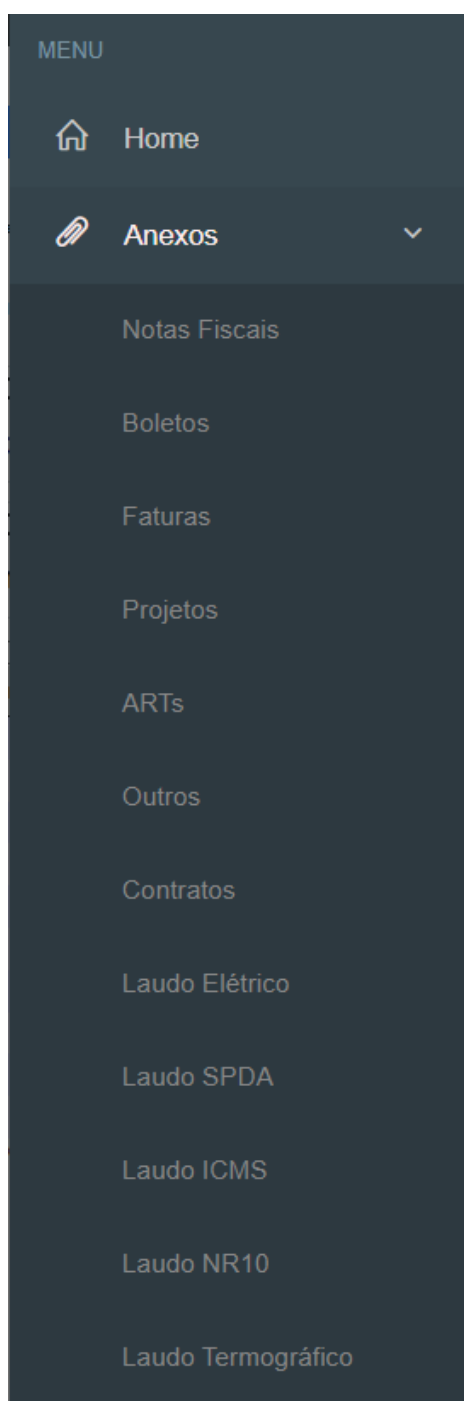 MENU
Home
Anexos
Notas Fiscais
Boletos
Faturas
Projetos
ARTs
Outros
Contratos
Laudo Elétrico
Laudo SPDA
Laudo ICMS
Laudo NR10
Laudo Termográfico